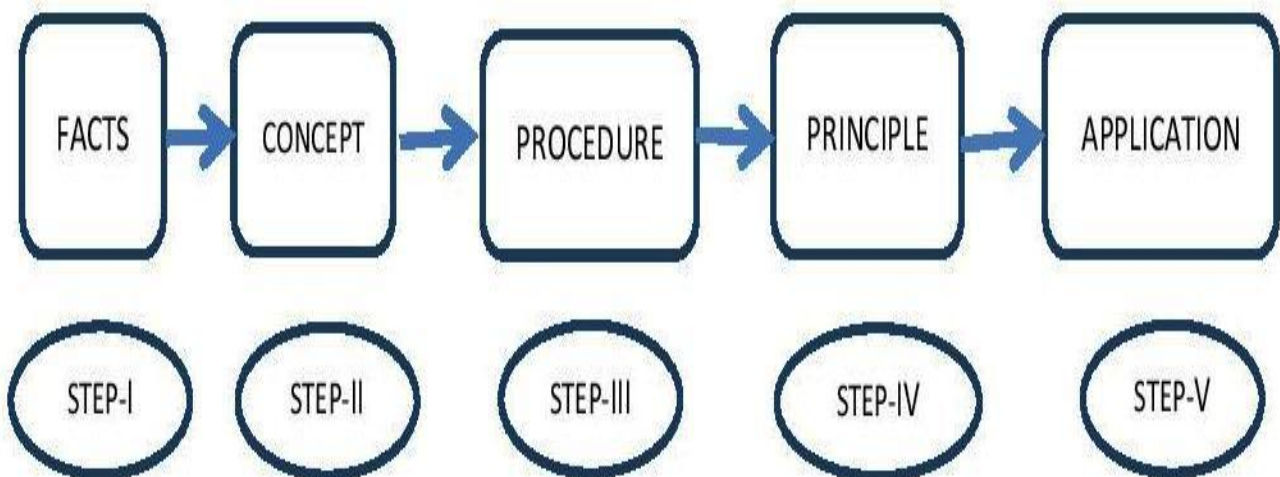 FACTS
CONCEPT
PROCEDURE
PRINCIPLE
APPLICATION
STEP-I
STEP-II
STEP-III
STEP-IV
STEP-V